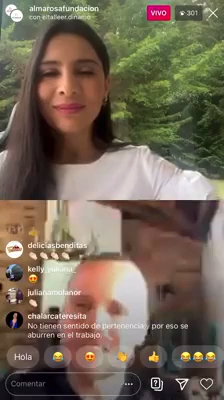 almarosafundacion
con eltalleer.dinamo
VIVO
301
deliciasbenditas
kelly_
julianamolanor
chalarcateresita
No tienen sentido de pertenencia y por eso se
aburren en el trabajo.
Hola
Comentar